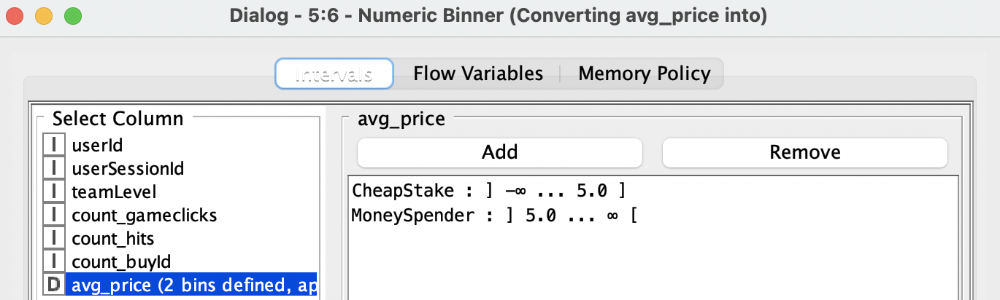 Dialog - 5:6 - Numeric Binner (Converting avg_price into)
Intervals Flow Variables Memory Policy
Select Column
I userId
I userSessionId
I teamLevel
I count_gameclicks
I count_hits
I count_buyId
D avg_price (2 bins defined, ap
avg_price
Add Remove
CheapStake : ] -∞ ... 5.0 ]
MoneySpender : ] 5.0 ... ∞ [